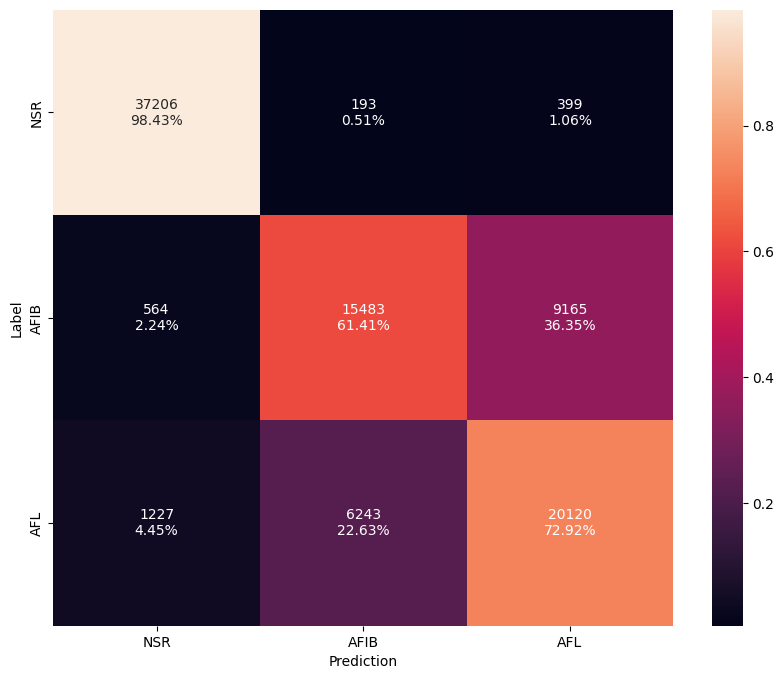 37206
98.43%
193
0.51%
399
1.06%
NSR
0.8
564
2.24%
15483
61.41%
9165
36.35%
AFIB
Label
0.6
0.4
1227
4.45%
6243
22.63%
20120
72.92%
AFL
0.2
NSR
AFIB
AFL
Prediction